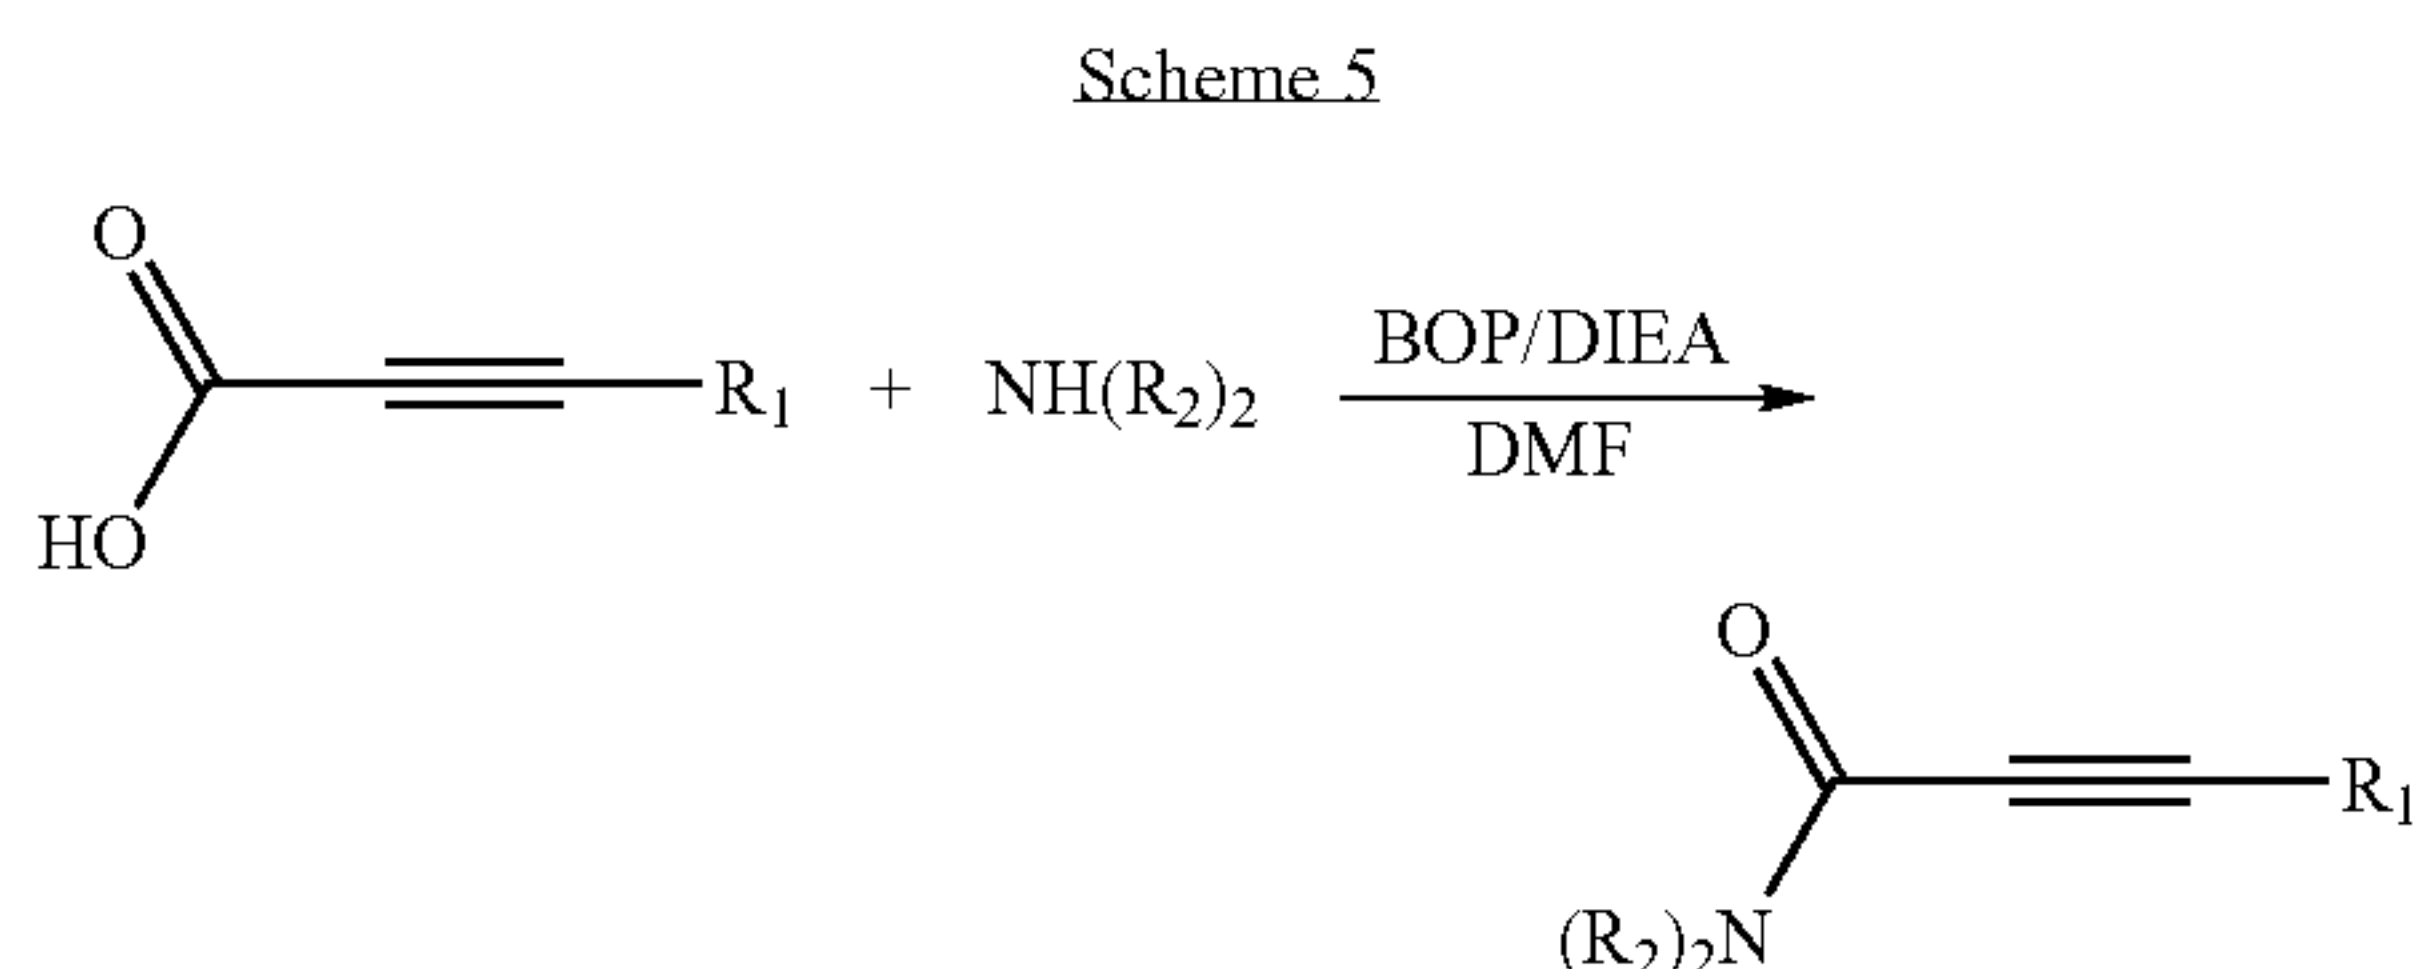 Scheme 5
O
R₁ + NH(R₂)₂
BOP/DIEA
DMF
HO
O
R₁
(R₂)₂N